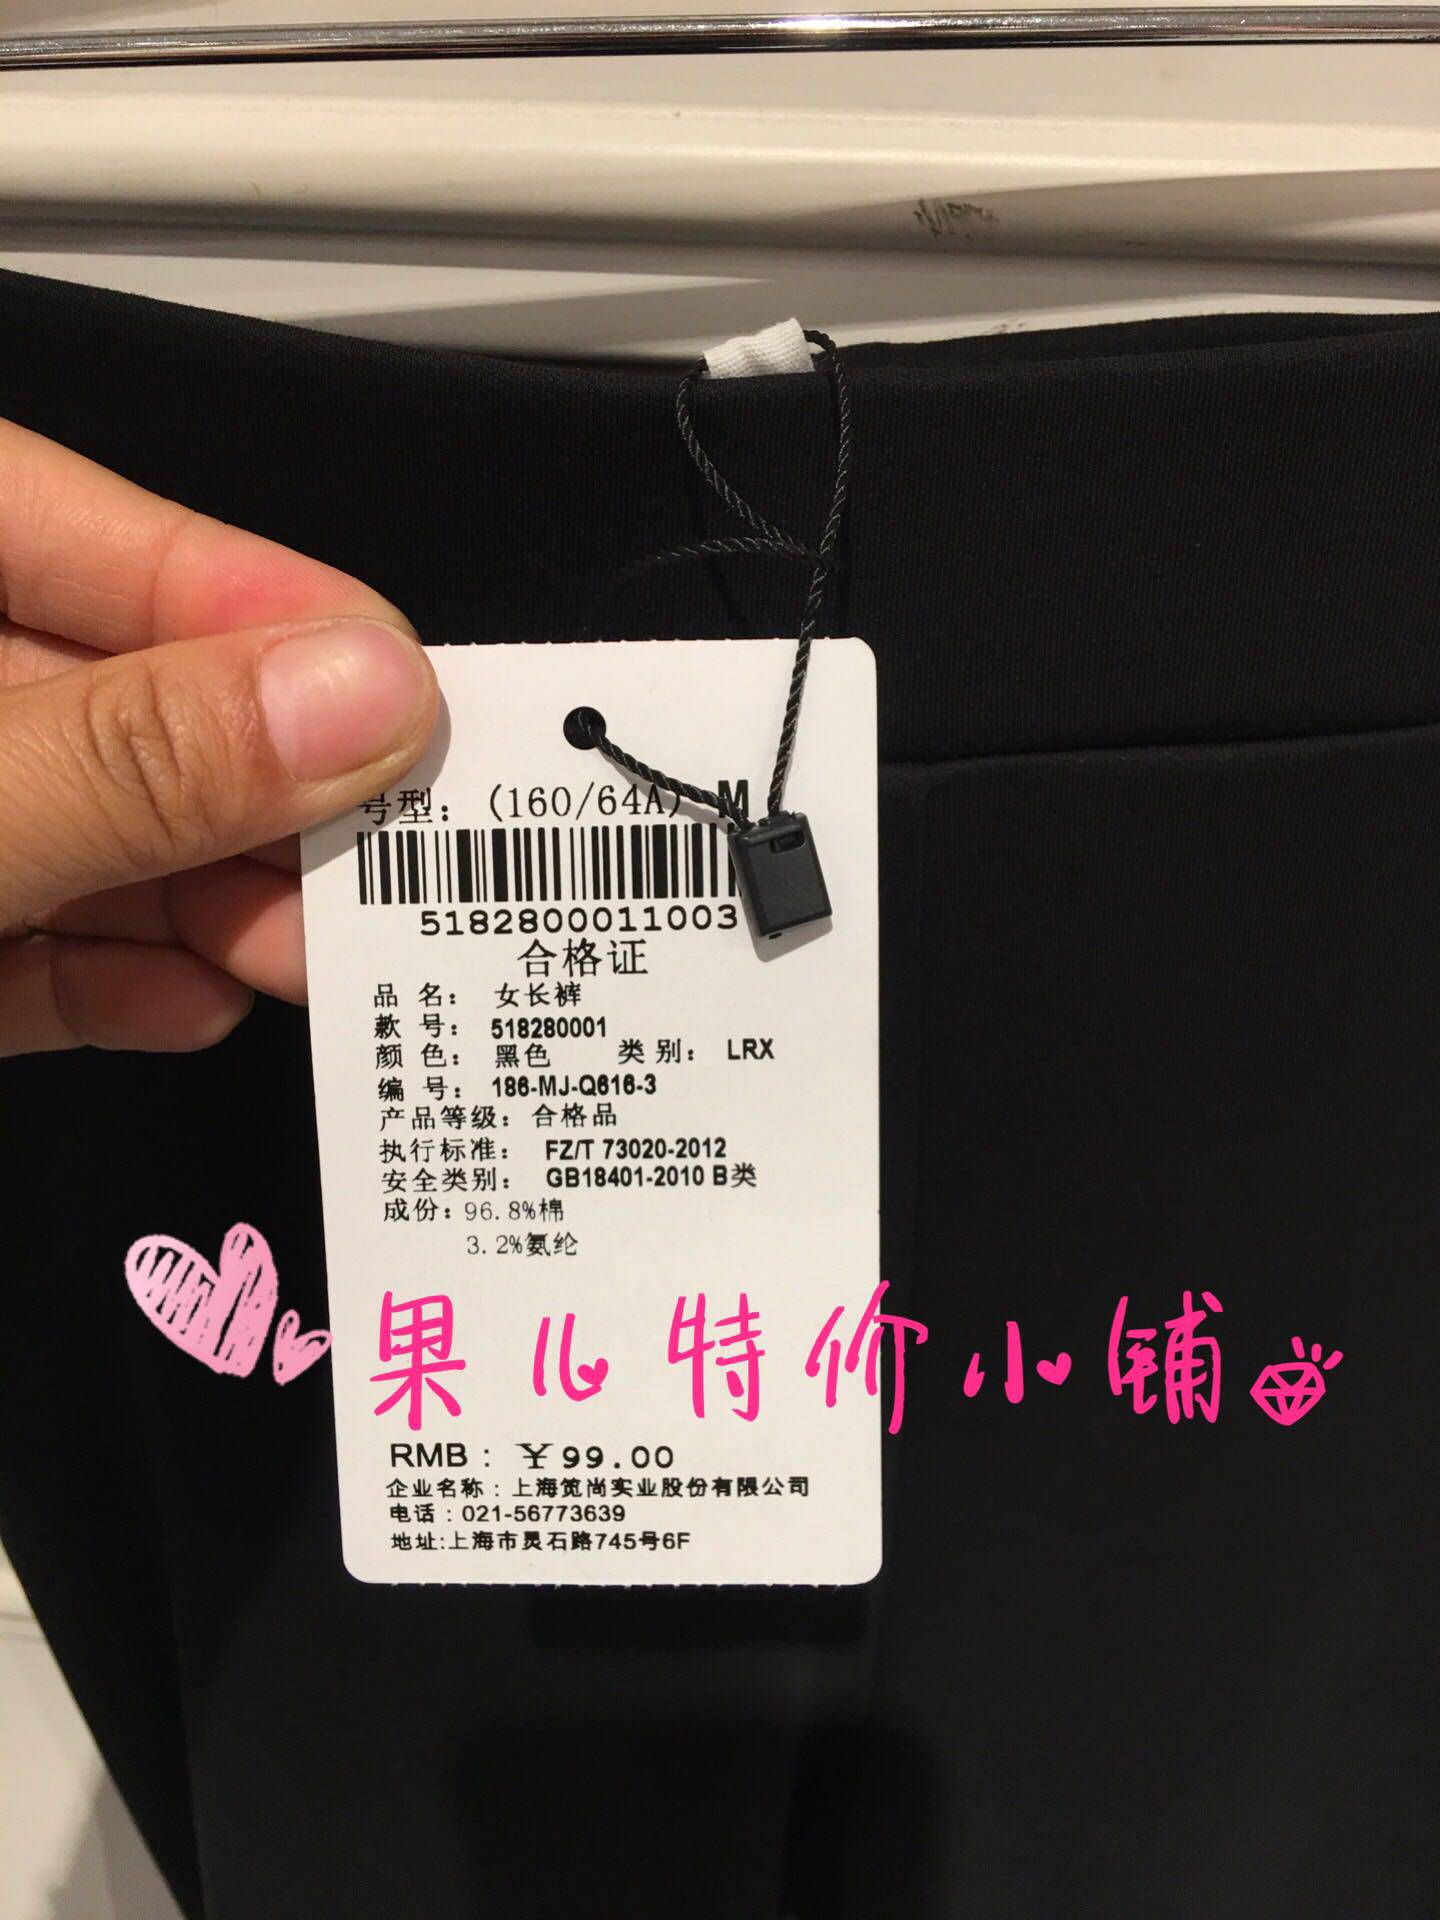 号型：(160/64A) M
5182800011003
合格证
品 名： 女长裤
款 号： 518280001
颜 色： 黑色 类别： LRX
编 号： 186-MJ-Q616-3
产品等级：合格品
执行标准： FZ/T 73020-2012
安全类别： GB18401-2010 B类
成份：96.8%棉
3.2%氨纶
果儿特价小铺
RMB：￥99.00
企业名称：上海笕尚实业股份有限公司
电话：021-56773639
地址:上海市灵石路745号6F